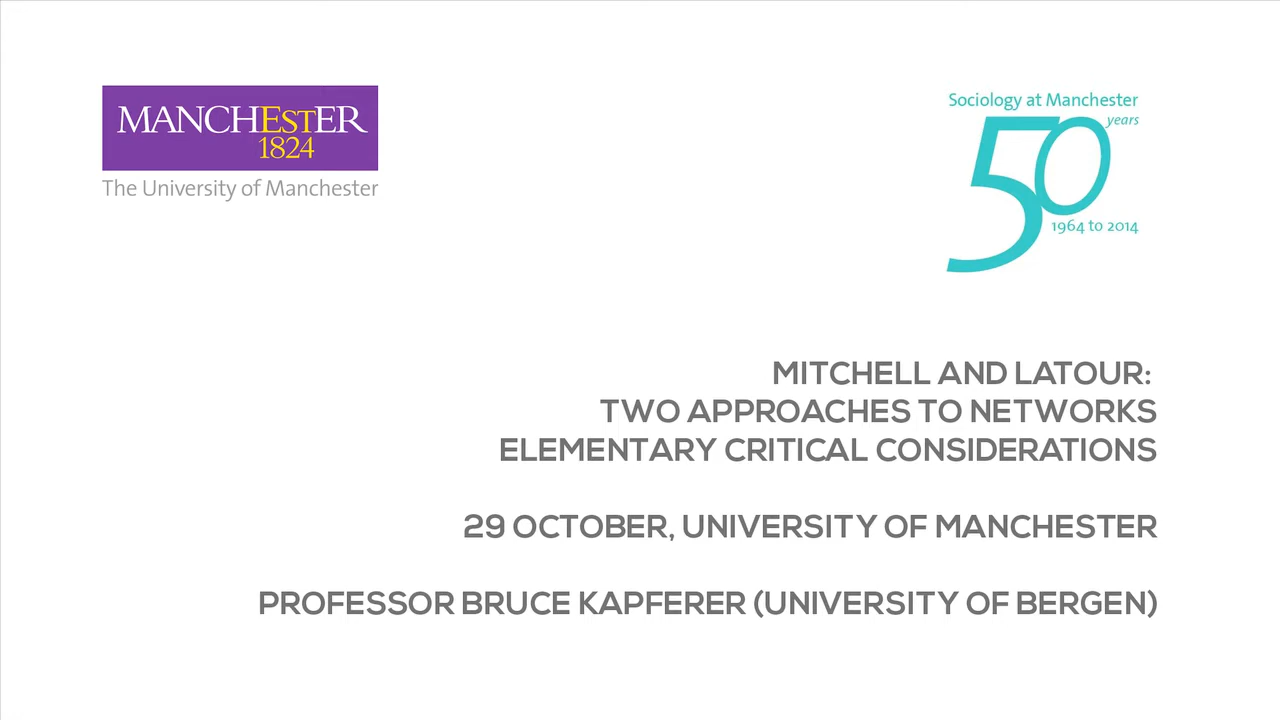 MANCHESTER
1824
The University of Manchester
Sociology at Manchester
50 years
1964 to 2014
MITCHELL AND LATOUR:
TWO APPROACHES TO NETWORKS
ELEMENTARY CRITICAL CONSIDERATIONS
29 OCTOBER, UNIVERSITY OF MANCHESTER
PROFESSOR BRUCE KAPFERER (UNIVERSITY OF BERGEN)